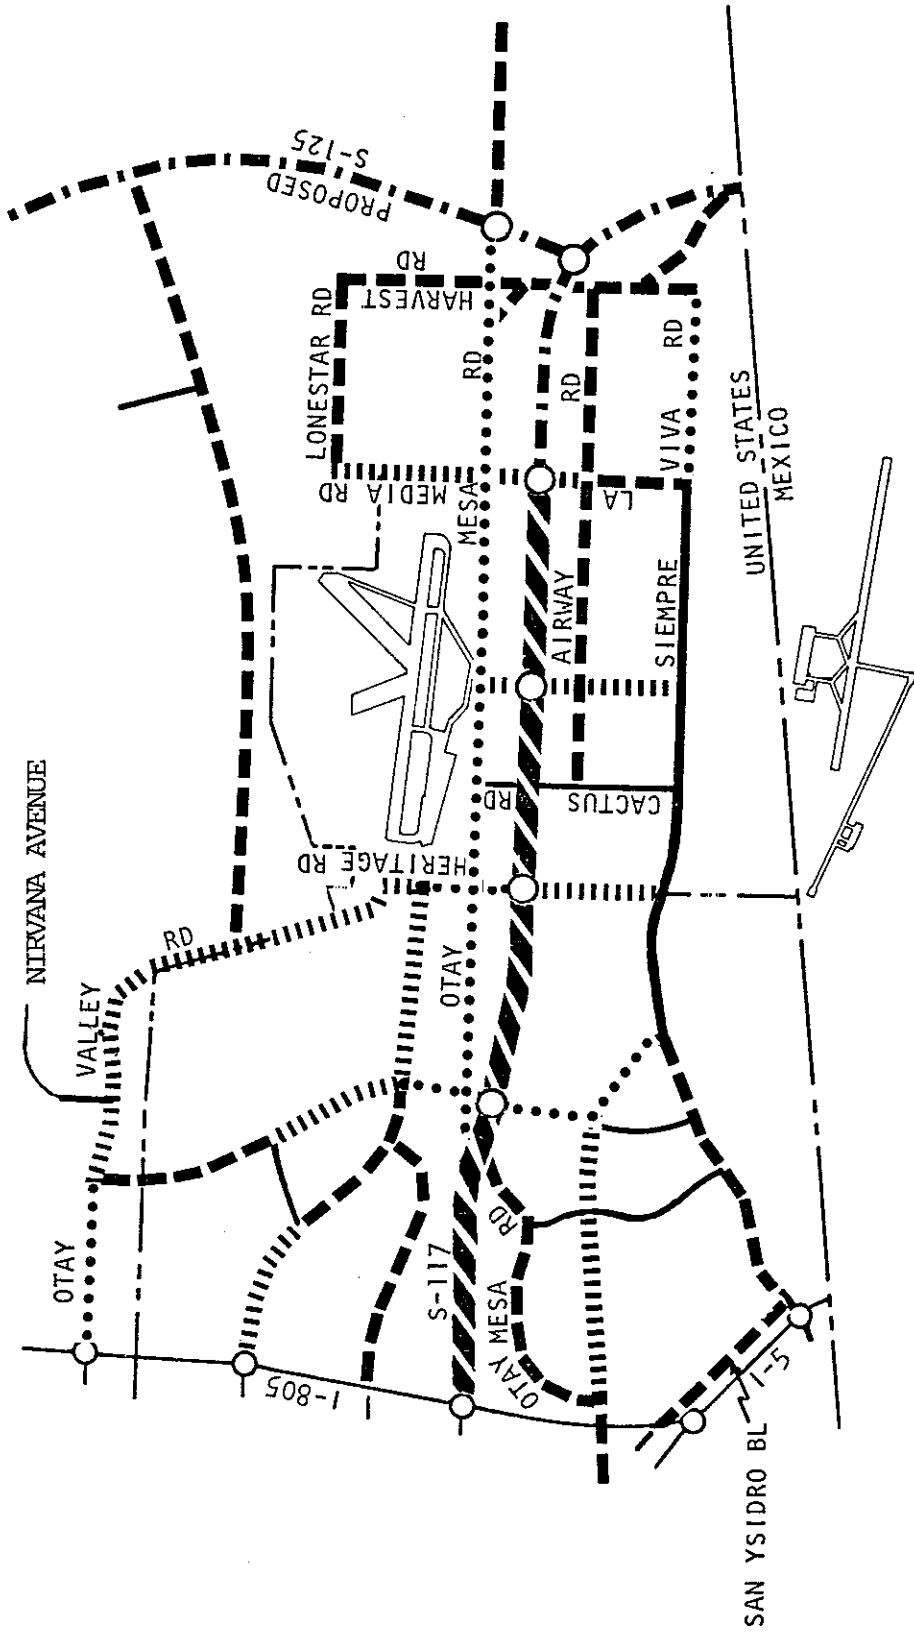 NIRVANA AVENUE
OTAY
VALLEY
RD
PROPOSED
S-125
HARVEST
RD
LONESTAR RD
MEDIA RD
HERITAGE RD
OTAY
MESA
RD
I-805
S-117
OTAY MESA
RD
CACTUS
RD
AIRWAY
RD
LA
SIEMPRE
VIVA
RD
UNITED STATES
MEXICO
I-5
SAN YSIDRO BL